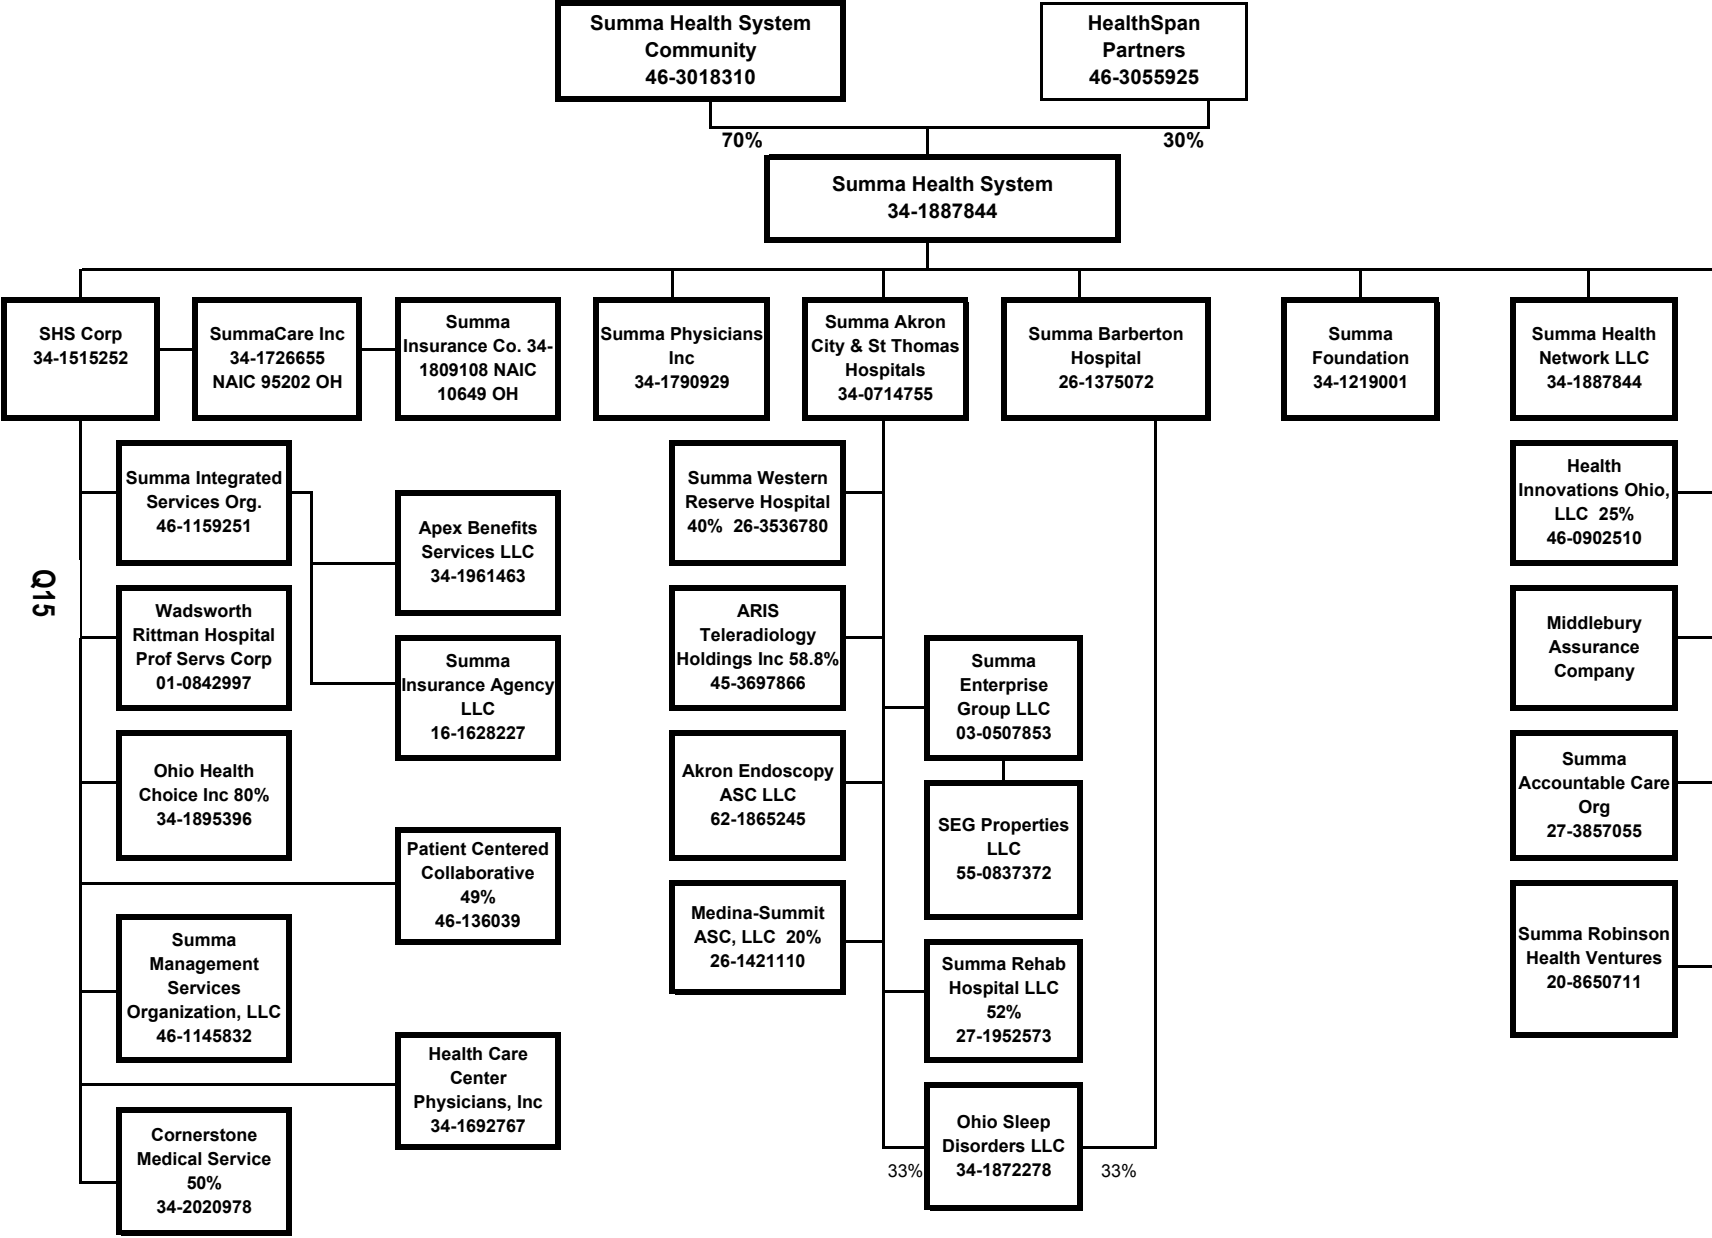 Summa Health System
Community
46-3018310
HealthSpan
Partners
46-3055925
70%
30%
Summa Health System
34-1887844
SHS Corp
34-1515252
SummaCare Inc
34-1726655
NAIC 95202 OH
Summa
Insurance Co. 34-
1809108 NAIC
10649 OH
Summa Physicians
Inc
34-1790929
Summa Akron
City & St Thomas
Hospitals
34-0714755
Summa Barberton
Hospital
26-1375072
Summa
Foundation
34-1219001
Summa Health
Network LLC
34-1887844
Summa Integrated
Services Org.
46-1159251
Apex Benefits
Services LLC
34-1961463
Q15
Wadsworth
Rittman Hospital
Prof Servs Corp
01-0842997
Summa
Insurance Agency
LLC
16-1628227
Ohio Health
Choice Inc 80%
34-1895396
Patient Centered
Collaborative
49%
46-136039
Summa
Management
Services
Organization, LLC
46-1145832
Health Care
Center
Physicians, Inc
34-1692767
Cornerstone
Medical Service
50%
34-2020978
Summa Western
Reserve Hospital
40% 26-3536780
ARIS
Teleradiology
Holdings Inc 58.8%
45-3697866
Akron Endoscopy
ASC LLC
62-1865245
Medina-Summit
ASC, LLC 20%
26-1421110
Summa
Enterprise
Group LLC
03-0507853
SEG Properties
LLC
55-0837372
Summa Rehab
Hospital LLC
52%
27-1952573
Ohio Sleep
Disorders LLC
34-1872278
33%
33%
Health
Innovations Ohio,
LLC 25%
46-0902510
Middlebury
Assurance
Company
Summa
Accountable Care
Org
27-3857055
Summa Robinson
Health Ventures
20-8650711